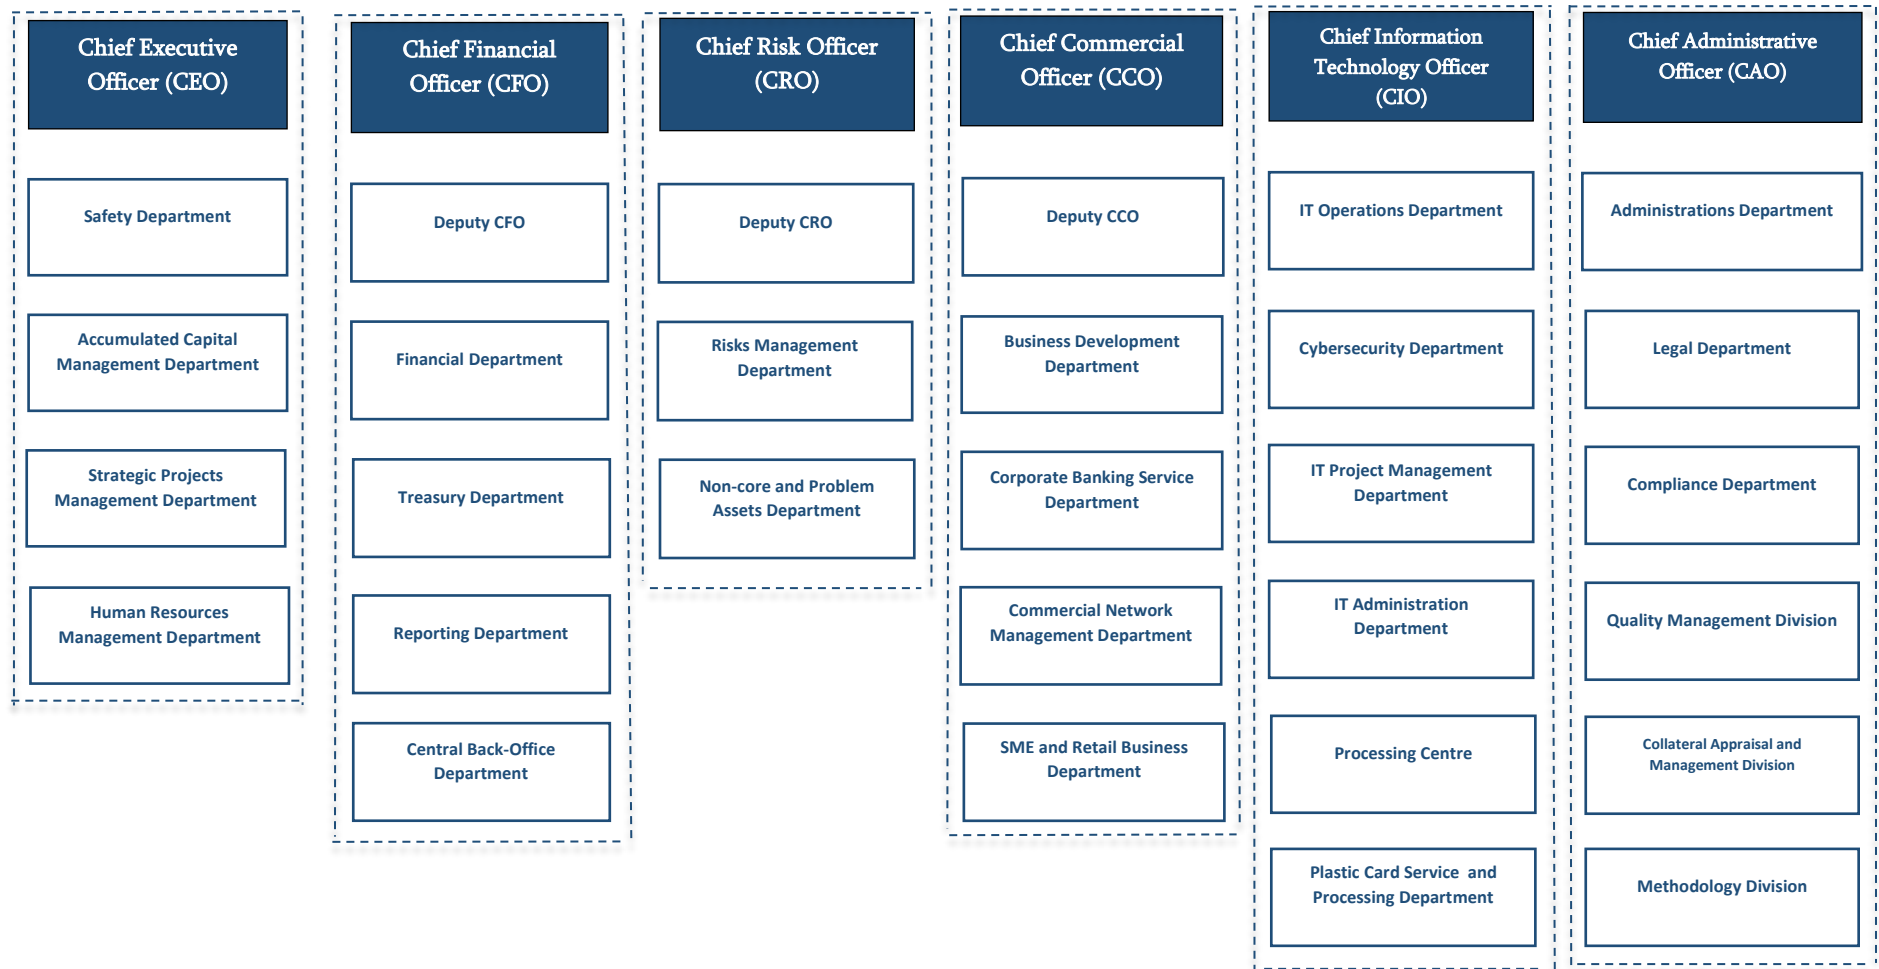 Chief Executive
Officer (CEO)
Safety Department
Accumulated Capital
Management Department
Strategic Projects
Management Department
Human Resources
Management Department
Chief Financial
Officer (CFO)
Deputy CFO
Financial Department
Treasury Department
Reporting Department
Central Back-Office
Department
Chief Risk Officer
(CRO)
Deputy CRO
Risks Management
Department
Non-core and Problem
Assets Department
Chief Commercial
Officer (CCO)
Deputy CCO
Business Development
Department
Corporate Banking Service
Department
Commercial Network
Management Department
SME and Retail Business
Department
Chief Information
Technology Officer
(CIO)
IT Operations Department
Cybersecurity Department
IT Project Management
Department
IT Administration
Department
Processing Centre
Plastic Card Service and
Processing Department
Chief Administrative
Officer (CAO)
Administrations Department
Legal Department
Compliance Department
Quality Management Division
Collateral Appraisal and
Management Division
Methodology Division